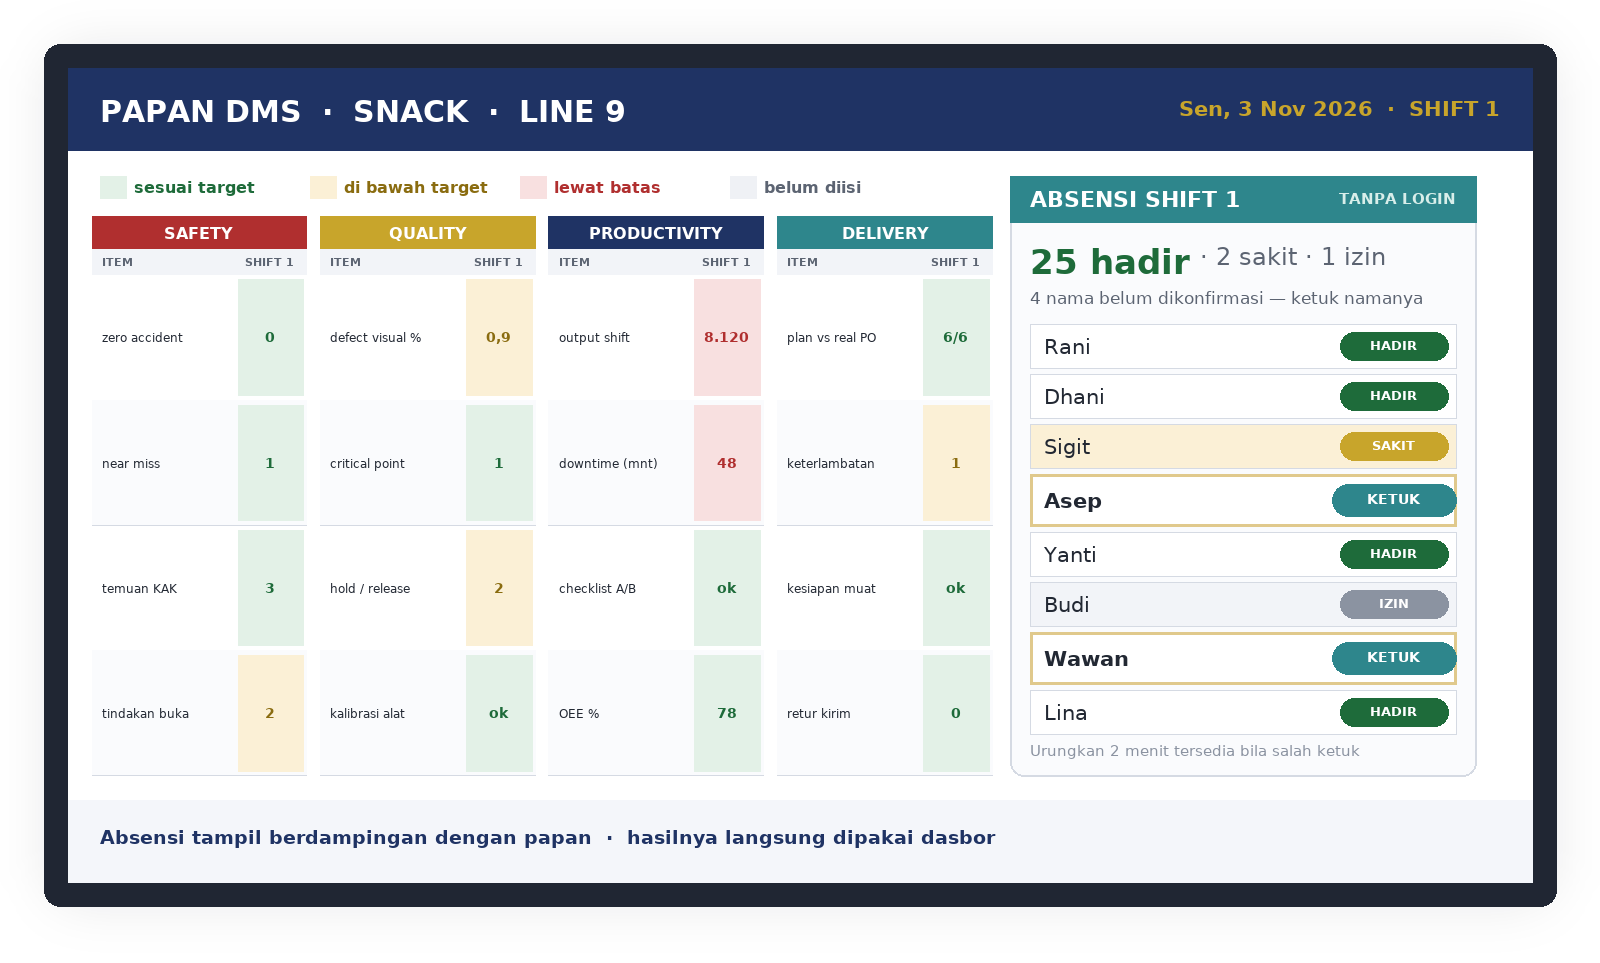 PAPAN DMS · SNACK · LINE 9
Sen, 3 Nov 2026 · SHIFT 1
sesuai target
di bawah target
lewat batas
belum diisi
SAFETY
ITEM SHIFT 1
zero accident 0
near miss 1
temuan KAK 3
tindakan buka 2
QUALITY
ITEM SHIFT 1
defect visual % 0,9
critical point 1
hold / release 2
kalibrasi alat ok
PRODUCTIVITY
ITEM SHIFT 1
output shift 8.120
downtime (mnt) 48
checklist A/B ok
OEE % 78
DELIVERY
ITEM SHIFT 1
plan vs real PO 6/6
keterlambatan 1
kesiapan muat ok
retur kirim 0
ABSENSI SHIFT 1 TANPA LOGIN
25 hadir · 2 sakit · 1 izin
4 nama belum dikonfirmasi — ketuk namanya
Rani HADIR
Dhani HADIR
Sigit SAKIT
Asep KETUK
Yanti HADIR
Budi IZIN
Wawan KETUK
Lina HADIR
Urungkan 2 menit tersedia bila salah ketuk
Absensi tampil berdampingan dengan papan · hasilnya langsung dipakai dasbor